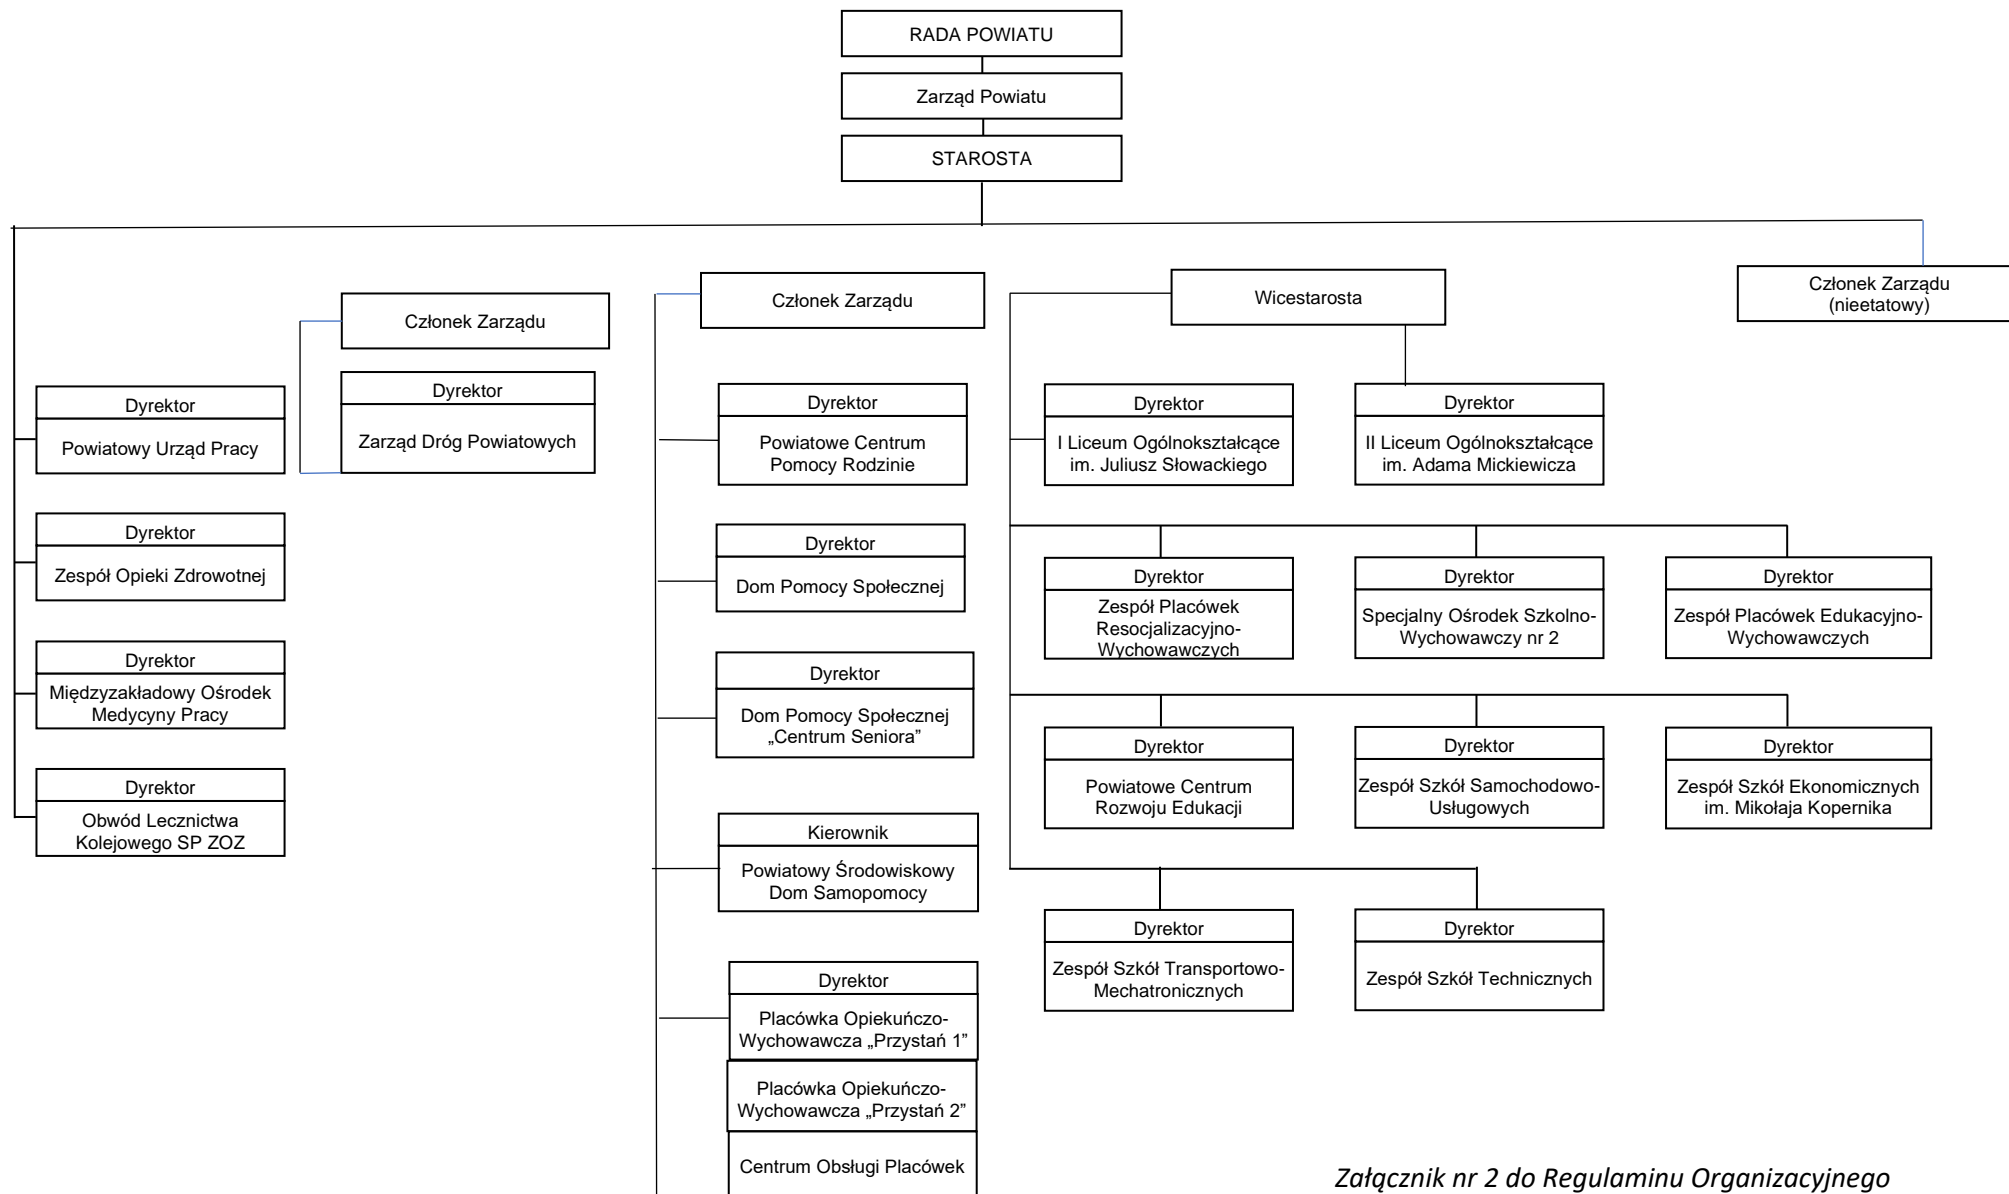 RADA POWIATU
Zarząd Powiatu
STAROSTA
Członek Zarządu
Członek Zarządu
Wicestarosta
Członek Zarządu
(nieetatowy)
Dyrektor
Powiatowy Urząd Pracy
Dyrektor
Zespół Opieki Zdrowotnej
Dyrektor
Międzyzakładowy Ośrodek
Medycyny Pracy
Dyrektor
Obwód Lecznictwa
Kolejowego SP ZOZ
Dyrektor
Zarząd Dróg Powiatowych
Dyrektor
Powiatowe Centrum
Pomocy Rodzinie
Dyrektor
Dom Pomocy Społecznej
Dyrektor
Dom Pomocy Społecznej
„Centrum Seniora”
Kierownik
Powiatowy Środowiskowy
Dom Samopomocy
Dyrektor
Placówka Opiekuńczo-
Wychowawcza „Przystań 1”
Placówka Opiekuńczo-
Wychowawcza „Przystań 2”
Centrum Obsługi Placówek
Dyrektor
I Liceum Ogólnokształcące
im. Juliusz Słowackiego
Dyrektor
II Liceum Ogólnokształcące
im. Adama Mickiewicza
Dyrektor
Zespół Placówek
Resocjalizacyjno-
Wychowawczych
Dyrektor
Specjalny Ośrodek Szkolno-
Wychowawczy nr 2
Dyrektor
Zespół Placówek Edukacyjno-
Wychowawczych
Dyrektor
Powiatowe Centrum
Rozwoju Edukacji
Dyrektor
Zespół Szkół Samochodowo-
Usługowych
Dyrektor
Zespół Szkół Ekonomicznych
im. Mikołaja Kopernika
Dyrektor
Zespół Szkół Transportowo-
Mechatronicznych
Dyrektor
Zespół Szkół Technicznych
Załącznik nr 2 do Regulaminu Organizacyjnego